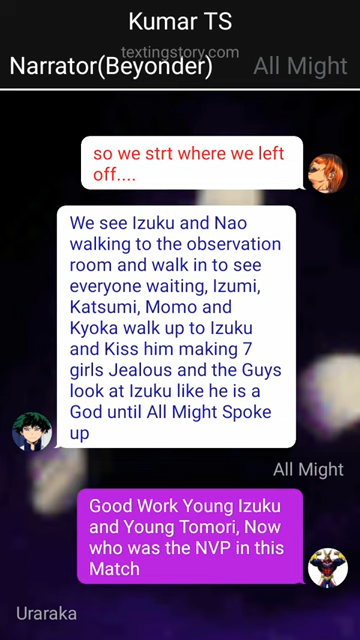 Kumar TS
textingstory.com
Narrator(Beyonder) All Might
so we strt where we left
off....
We see Izuku and Nao
walking to the observation
room and walk in to see
everyone waiting, Izumi,
Katsumi, Momo and
Kyoka walk up to Izuku
and Kiss him making 7
girls Jealous and the Guys
look at Izuku like he is a
God until All Might Spoke
up
All Might
Good Work Young Izuku
and Young Tomori, Now
who was the NVP in this
Match
Uraraka